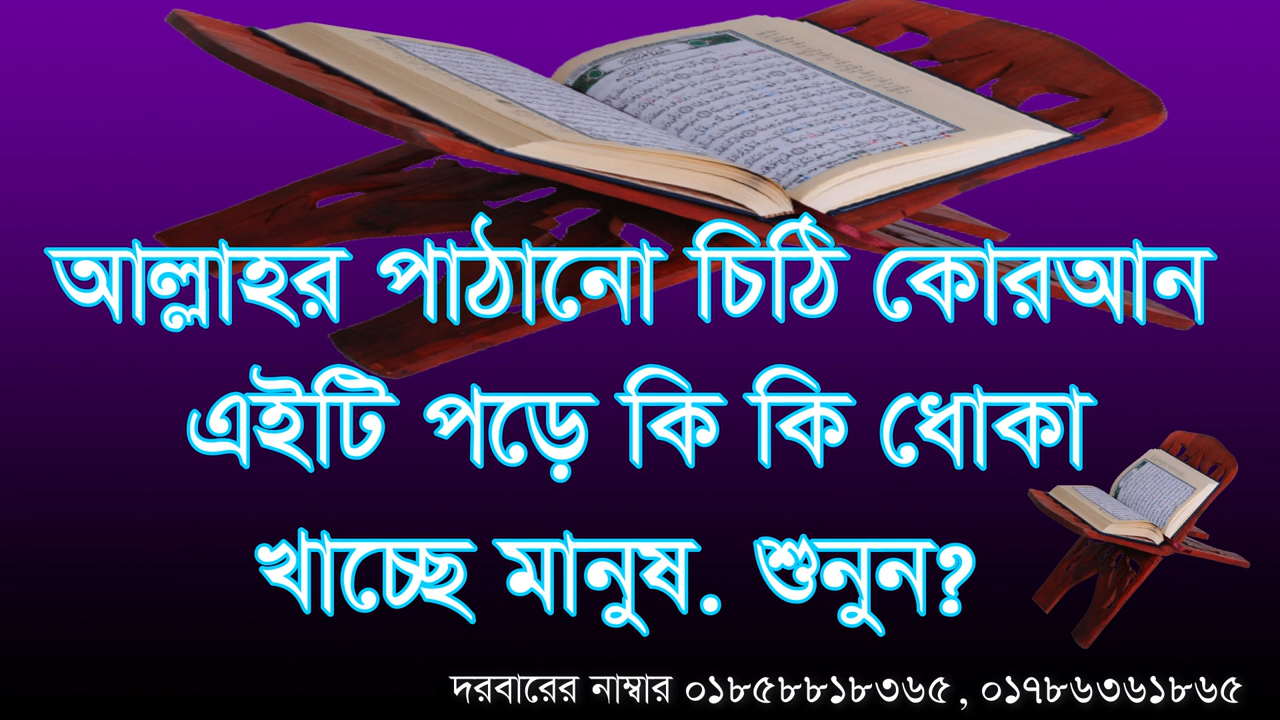 আল্লাহর পাঠানো চিঠি কোরআন
এইটি পড়ে কি কি ধোকা
খাচ্ছে মানুষ. শুনুন?
দরবারের নাম্বার ০১৮৫৮৮১৮৩৬৫, ০১৭৮৬৩৬১৮৬৫